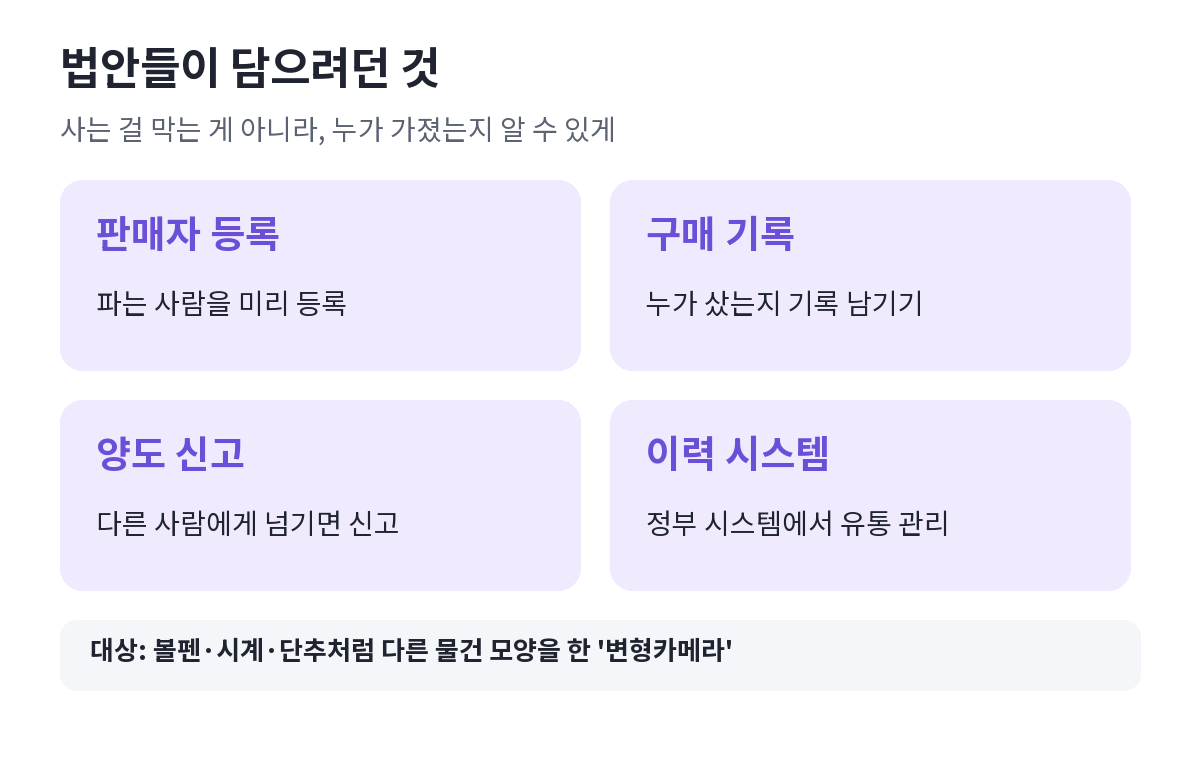 법안들이 담으려던 것
사는 걸 막는 게 아니라, 누가 가졌는지 알 수 있게
판매자 등록
파는 사람을 미리 등록
구매 기록
누가 샀는지 기록 남기기
양도 신고
다른 사람에게 넘기면 신고
이력 시스템
정부 시스템에서 유통 관리
대상: 볼펜·시계·단추처럼 다른 물건 모양을 한 '변형카메라'